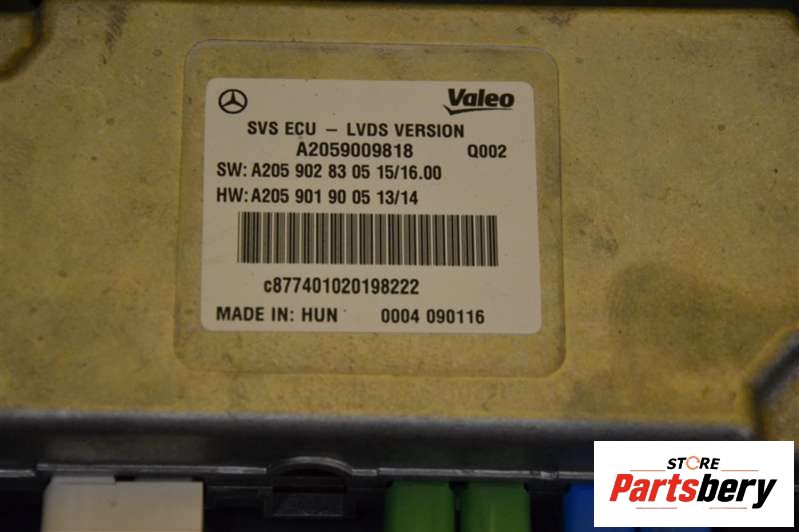 Valeo
SVS ECU – LVDS VERSION
A2059009818 Q002
SW: A205 902 83 05 15/16.00
HW: A205 901 90 05 13/14
c877401020198222
MADE IN: HUN 0004 090116
STORE
Partsbery